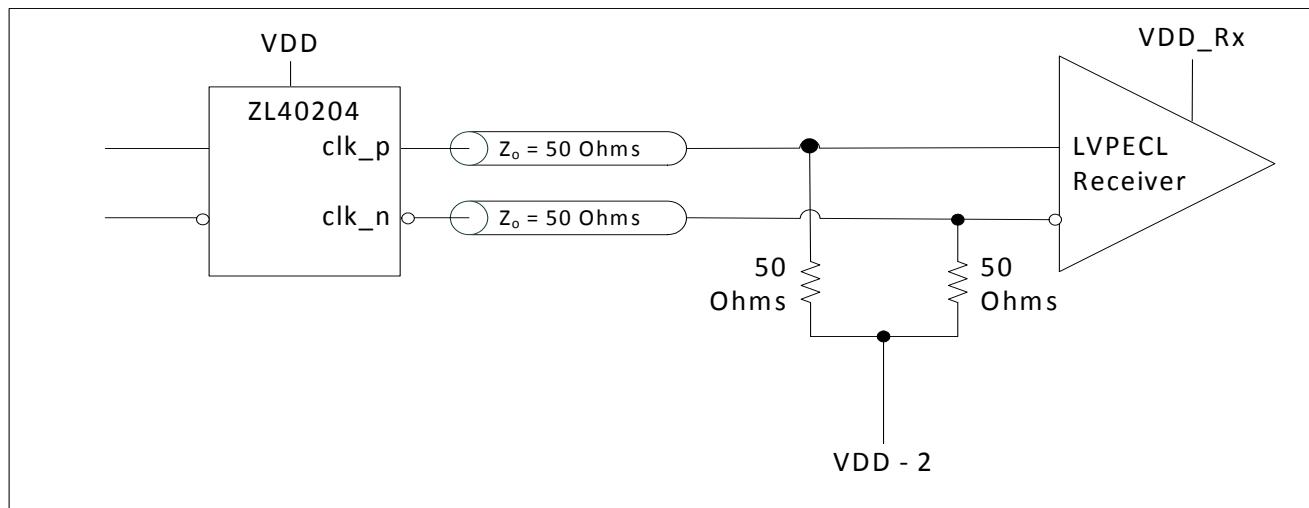 VDD
VDD_Rx
ZL40204
clk_p
Zo = 50 Ohms
LVPECL
Receiver
clk_n
Zo = 50 Ohms
50
Ohms
50
Ohms
VDD - 2